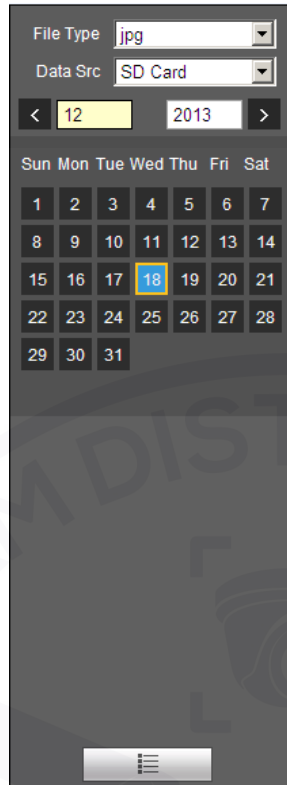 File Type jpg
Data Src SD Card
< 12 2013 >
Sun Mon Tue Wed Thu Fri Sat
1 2 3 4 5 6 7
8 9 10 11 12 13 14
15 16 17 18 19 20 21
22 23 24 25 26 27 28
29 30 31
M DIST